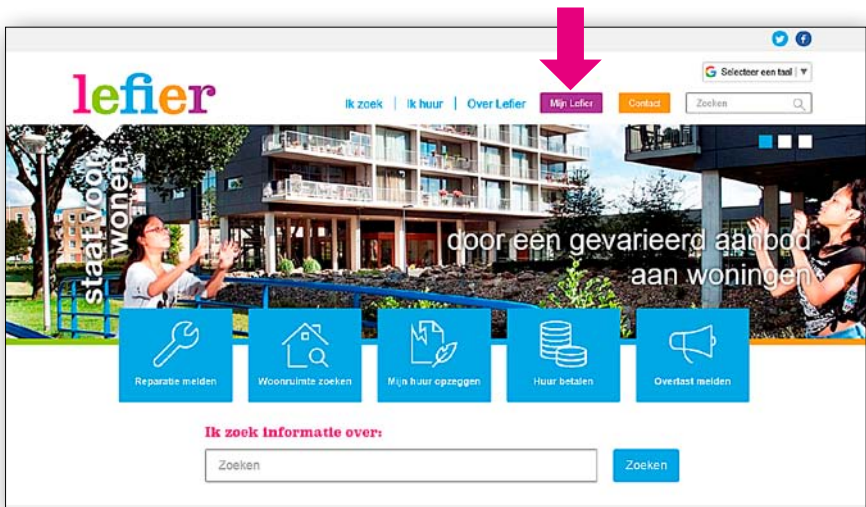 Selecteer een taal
lefier
Ik zoek | Ik huur | Over Lefier
Mijn Lefier
Contact
Zoeken
staat voor
wonen
door een gevarieerd aanbod
aan woningen
Reparatie melden
Woonruimte zoeken
Mijn huur opzeggen
Huur betalen
Overlast melden
Ik zoek informatie over:
Zoeken
Zoeken